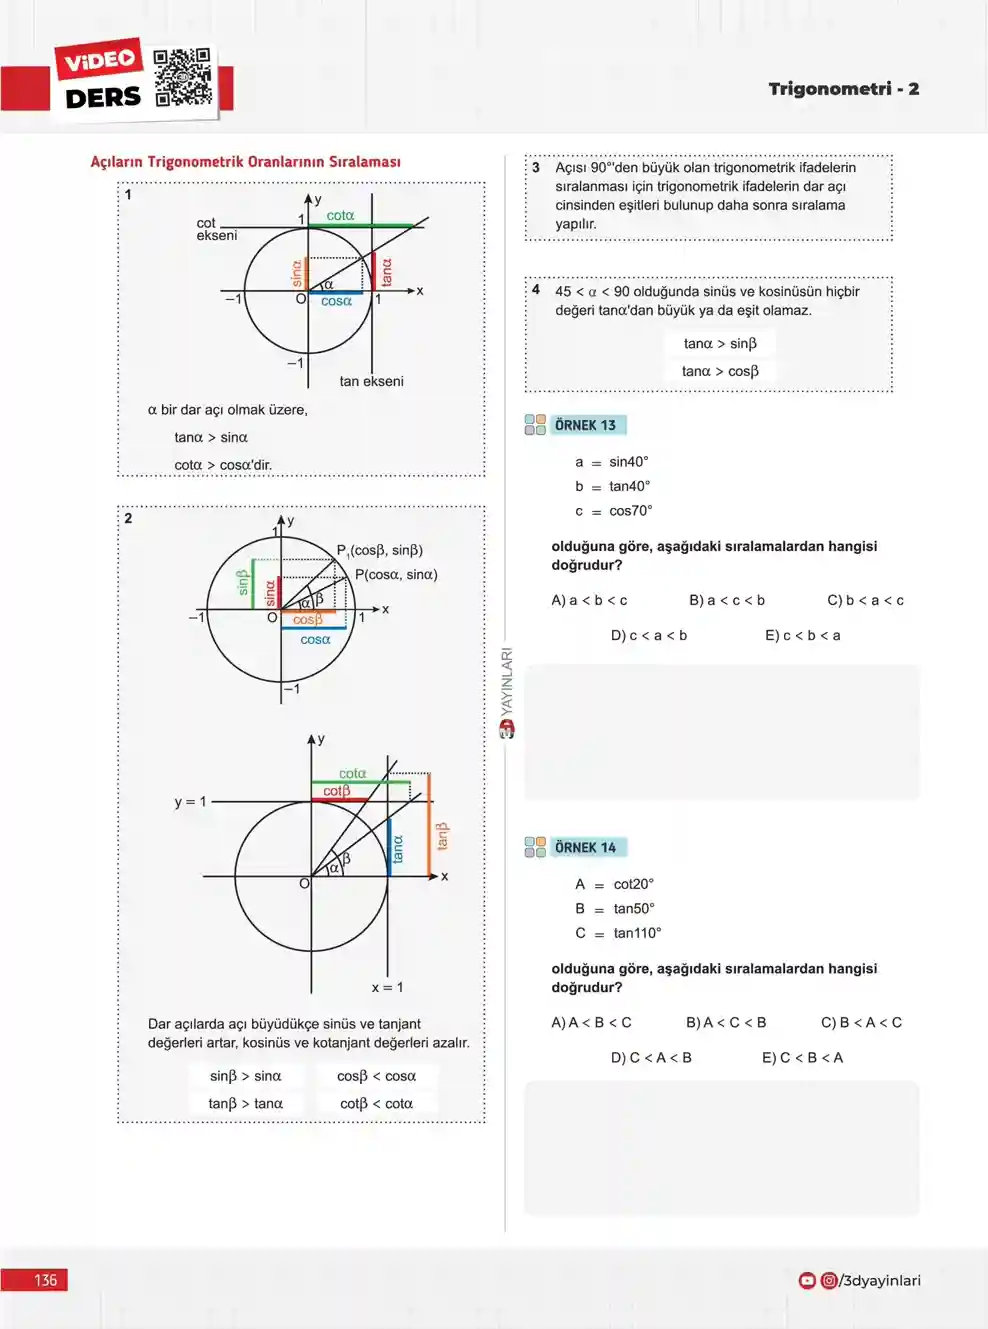 VİDEO
DERS
Trigonometri - 2
Açıların Trigonometrik Oranlarının Sıralaması
1
y
1
cotα
cot
ekseni
sinα
tanα
α
–1
O
cosα
1
x
–1
tan ekseni
α bir dar açı olmak üzere,
tanα > sinα
cotα > cosα'dir.
2
y
1
P₁(cosβ, sinβ)
P(cosα, sinα)
sinβ
sinα
α
β
–1
O
cosβ
1
x
cosα
–1
y
cotα
cotβ
y = 1
tanα
tanβ
β
α
O
x
x = 1
Dar açılarda açı büyüdükçe sinüs ve tanjant
değerleri artar, kosinüs ve kotanjant değerleri azalır.
sinβ > sinα
cosβ < cosα
tanβ > tanα
cotβ < cotα
YAYINLARI
3 Açısı 90°'den büyük olan trigonometrik ifadelerin
sıralanması için trigonometrik ifadelerin dar açı
cinsinden eşitleri bulunup daha sonra sıralama
yapılır.
4 45 < α < 90 olduğunda sinüs ve kosinüsün hiçbir
değeri tanα'dan büyük ya da eşit olamaz.
tanα > sinβ
tanα > cosβ
ÖRNEK 13
a = sin40°
b = tan40°
c = cos70°
olduğuna göre, aşağıdaki sıralamalardan hangisi
doğrudur?
A) a < b < c B) a < c < b C) b < a < c
D) c < a < b E) c < b < a
ÖRNEK 14
A = cot20°
B = tan50°
C = tan110°
olduğuna göre, aşağıdaki sıralamalardan hangisi
doğrudur?
A) A < B < C B) A < C < B C) B < A < C
D) C < A < B E) C < B < A
136
/3dyayinlari